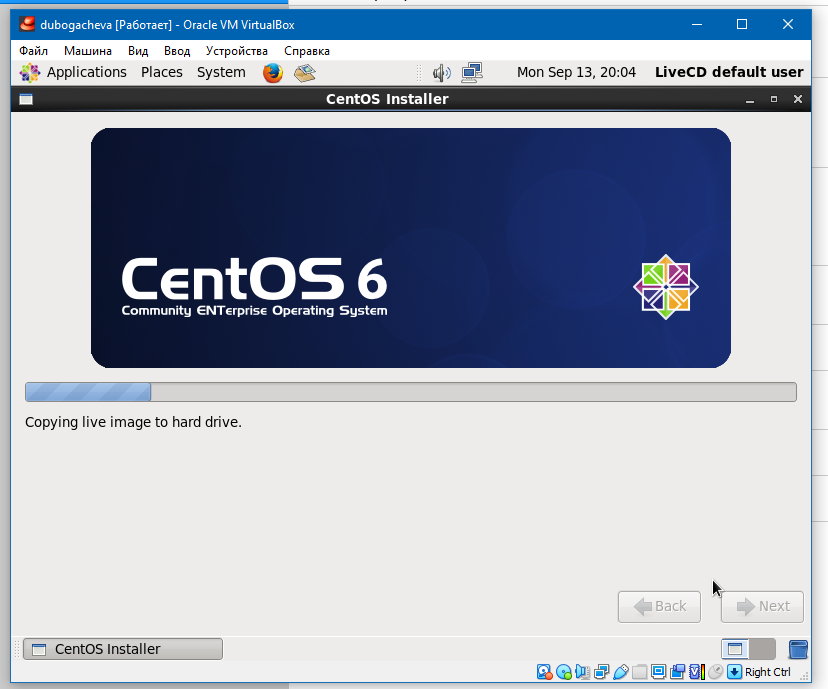 dubogacheva [Работает] - Oracle VM VirtualBox
Файл Машина Вид Ввод Устройства Справка
Applications Places System Mon Sep 13, 20:04 LiveCD default user
CentOS Installer
CentOS 6
Community ENTerprise Operating System
Copying live image to hard drive.
Back Next
CentOS Installer
Right Ctrl